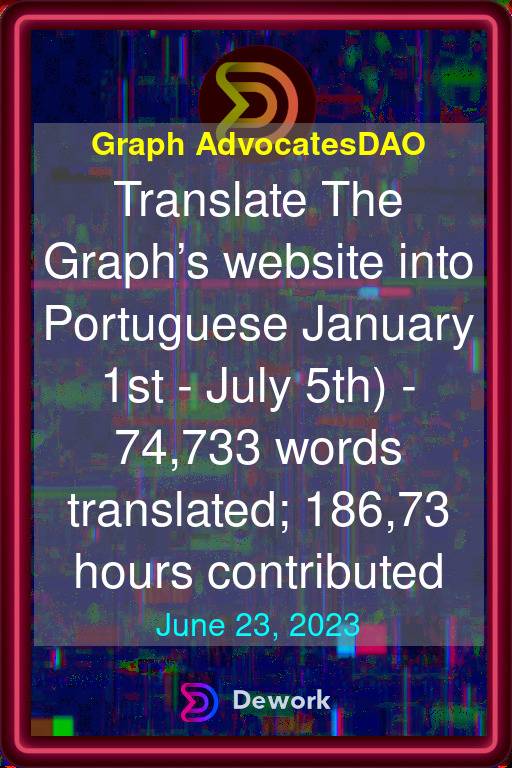 Graph AdvocatesDAO
Translate The
Graph’s website into
Portuguese January
1st - July 5th) -
74,733 words
translated; 186,73
hours contributed
June 23, 2023
Dework